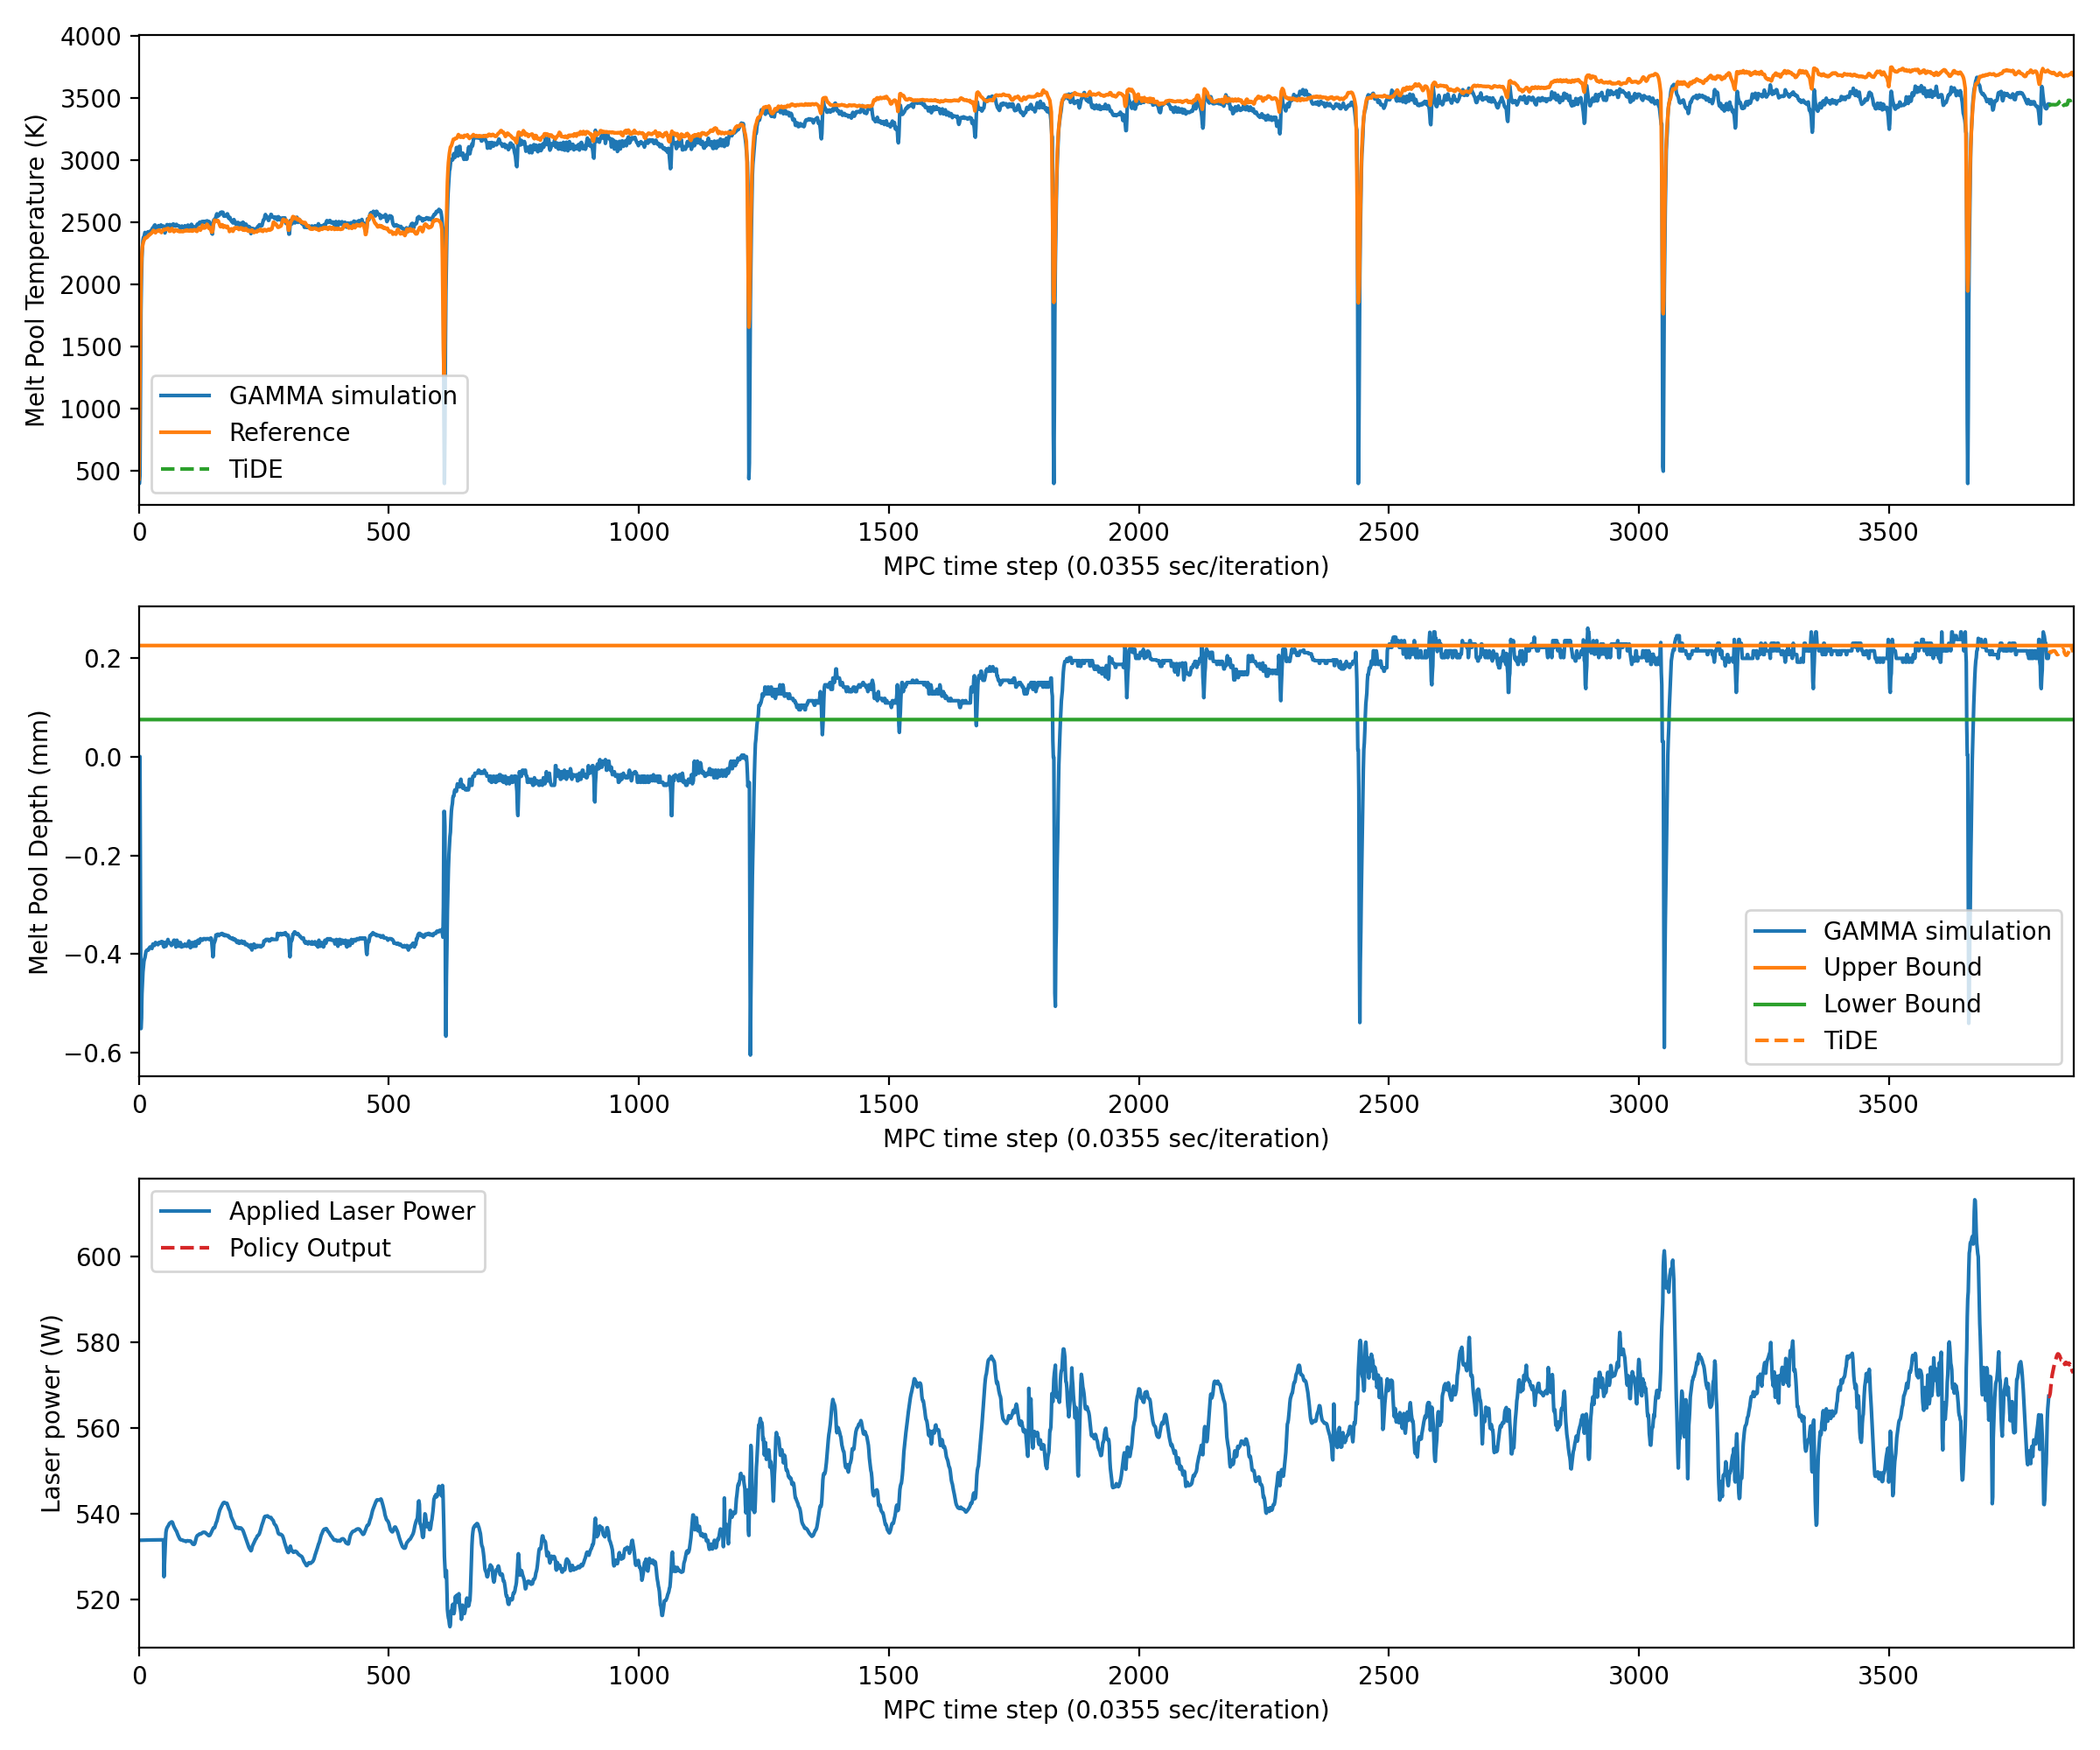 4000
3500
3000
2500
2000
1500
1000
500
Melt Pool Temperature (K)
GAMMA simulation
Reference
TiDE
0 500 1000 1500 2000 2500 3000 3500
MPC time step (0.0355 sec/iteration)
0.2
0.0
−0.2
−0.4
−0.6
Melt Pool Depth (mm)
GAMMA simulation
Upper Bound
Lower Bound
TiDE
0 500 1000 1500 2000 2500 3000 3500
MPC time step (0.0355 sec/iteration)
Applied Laser Power
Policy Output
600
580
560
540
520
Laser power (W)
0 500 1000 1500 2000 2500 3000 3500
MPC time step (0.0355 sec/iteration)